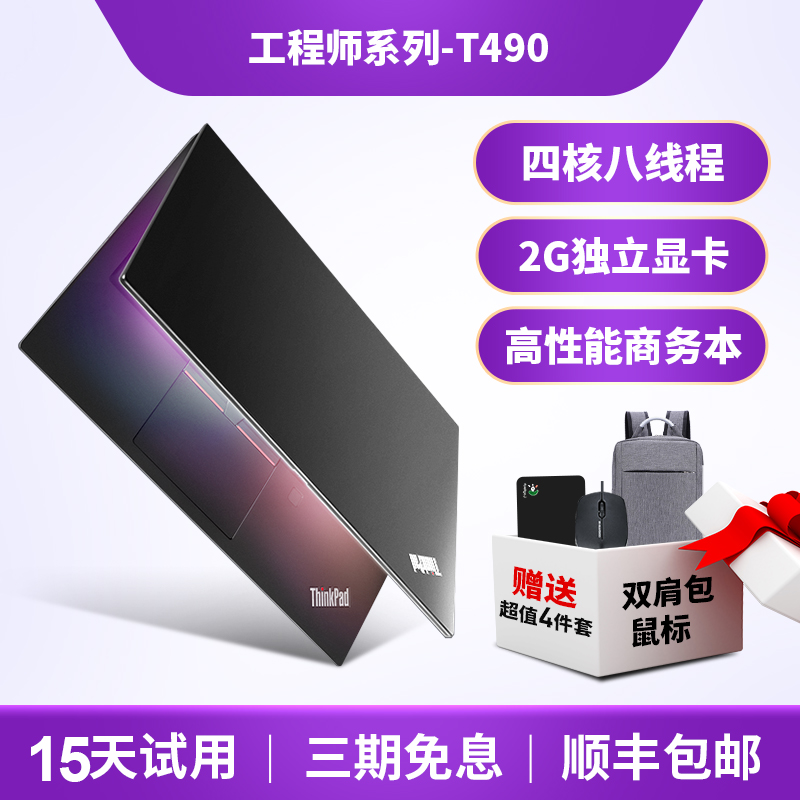 工程师系列-T490
四核八线程
2G独立显卡
高性能商务本
ThinkPad
ThinkPad
赠送
超值4件套
双肩包
鼠标
15天试用
三期免息
顺丰包邮